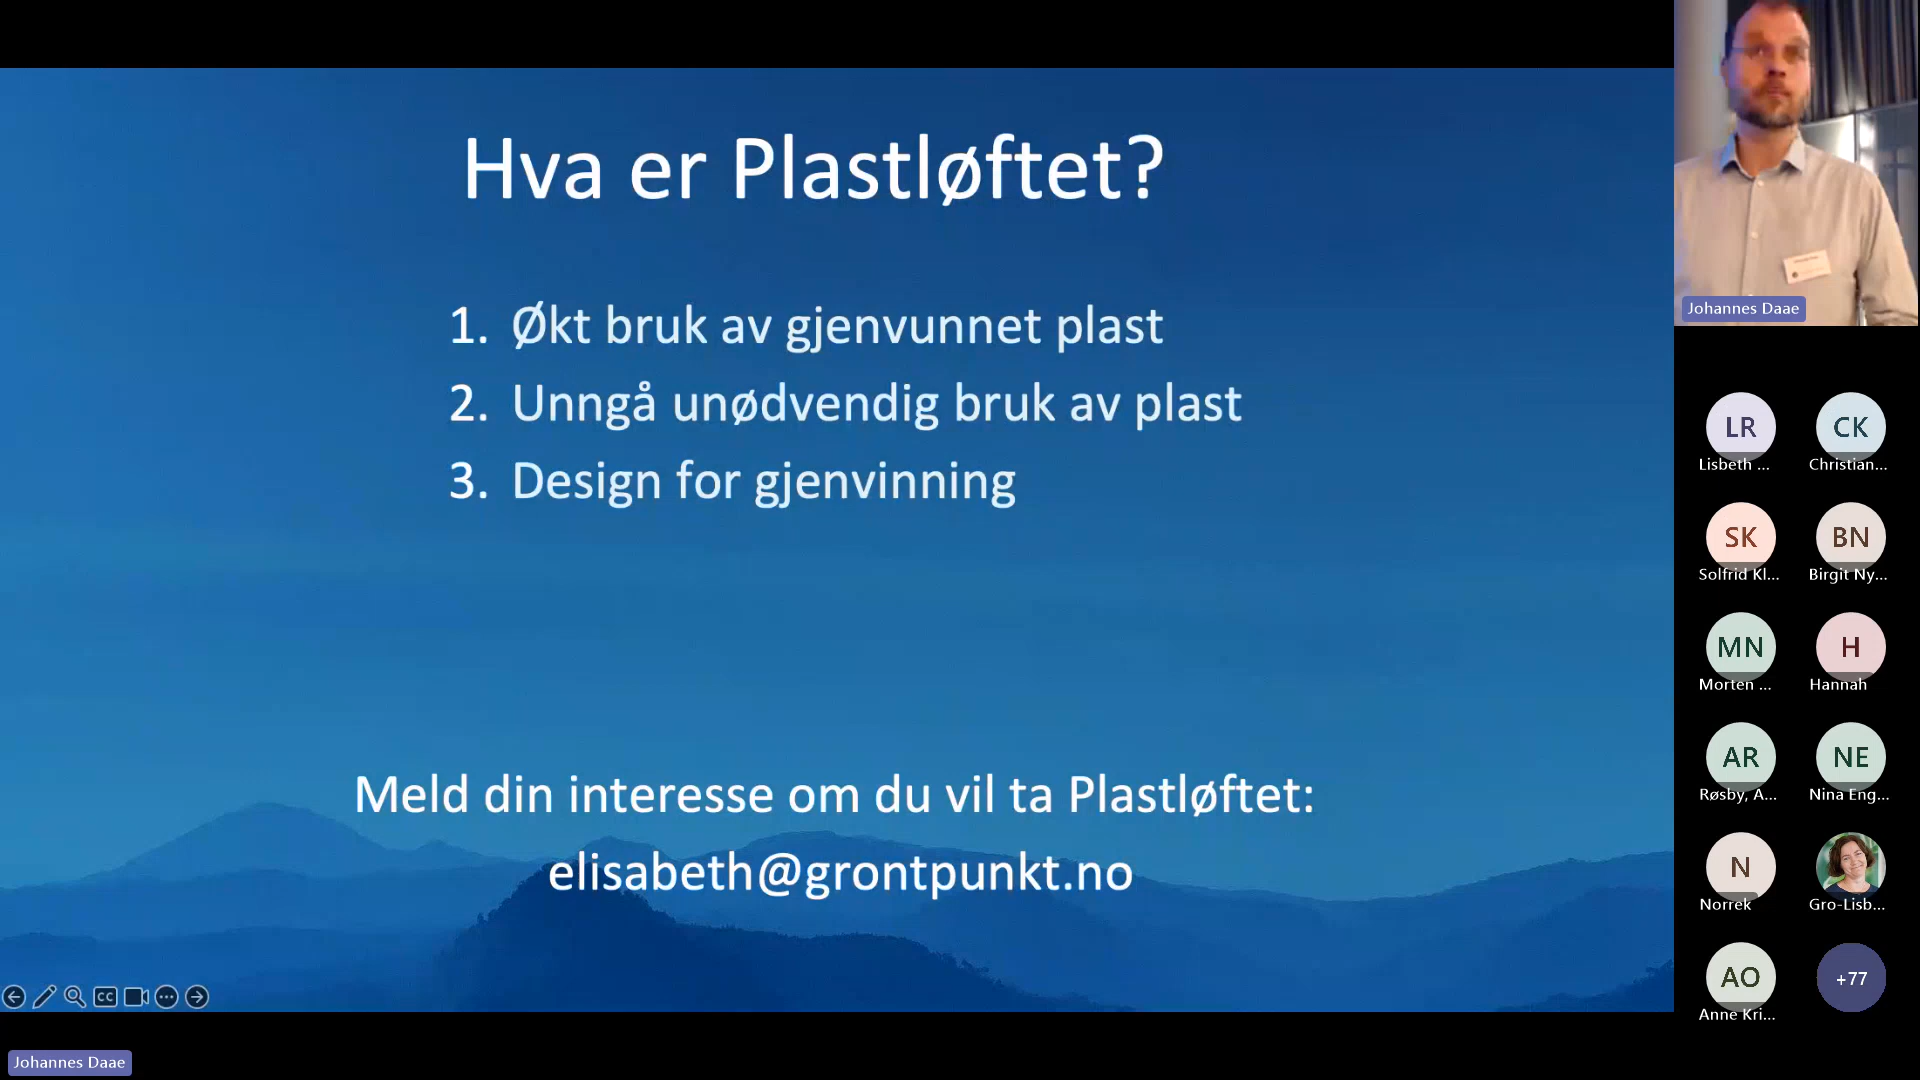 Hva er Plastløftet?
1. Økt bruk av gjenvunnet plast
2. Unngå unødvendig bruk av plast
3. Design for gjenvinning
Meld din interesse om du vil ta Plastløftet:
elisabeth@grontpunkt.no
CC
Johannes Daae
Johannes Daae
LR
Lisbeth ...
CK
Christian...
SK
Solfrid Kl...
BN
Birgit Ny...
MN
Morten ...
H
Hannah
AR
Røsby, A...
NE
Nina Eng...
N
Norrek
Gro-Lisb...
AO
Anne Kri...
+77